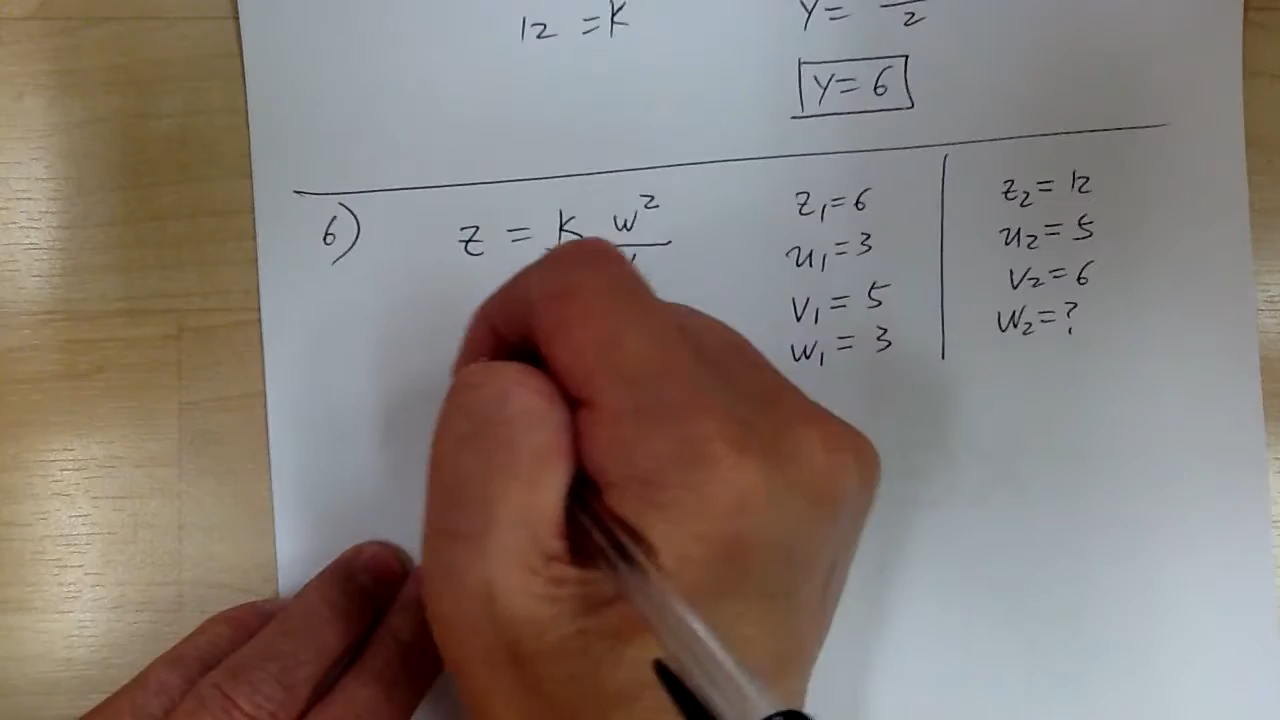 12 = K
y = — 2
y = 6
6)
z = K w²
z₁ = 6
u₁ = 3
v₁ = 5
w₁ = 3
z₂ = 12
u₂ = 5
v₂ = 6
w₂ = ?